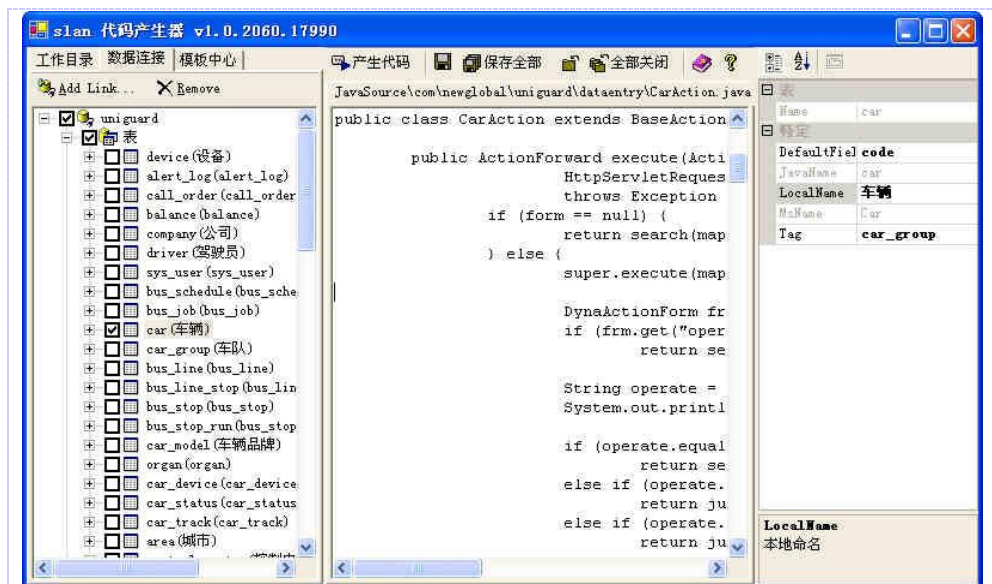 slan 代码产生器 v1.0.2060.17990
工作目录 数据连接 模板中心
Add Link... Remove
uniguard
表
device(设备)
alert_log(alert_log)
call_order(call_order
balance(balance)
company(公司)
driver(驾驶员)
sys_user(sys_user)
bus_schedule(bus_sche
bus_job(bus_job)
car(车辆)
car_group(车队)
bus_line(bus_line)
bus_line_stop(bus_lin
bus_stop(bus_stop)
bus_stop_run(bus_stop
car_model(车辆品牌)
organ(organ)
car_device(car_device
car_status(car_status
car_track(car_track)
area(城市)
产生代码 保存全部 全部关闭
JavaSource\com\newglobal\uniguard\dataentry\CarAction.java
public class CarAction extends BaseAction
public ActionForward execute(Acti
HttpServletReques
throws Exception
if (form == null) {
return search(map
} else {
super.execute(map
DynaActionForm fr
if (frm.get("oper
return se
String operate =
System.out.printl
if (operate.equal
return se
else if (operate.
return ju
else if (operate.
return ju
表
Name car
特定
DefaultFiel code
JavaName car
LocalName 车辆
MsName Car
Tag car_group
LocalName
本地命名